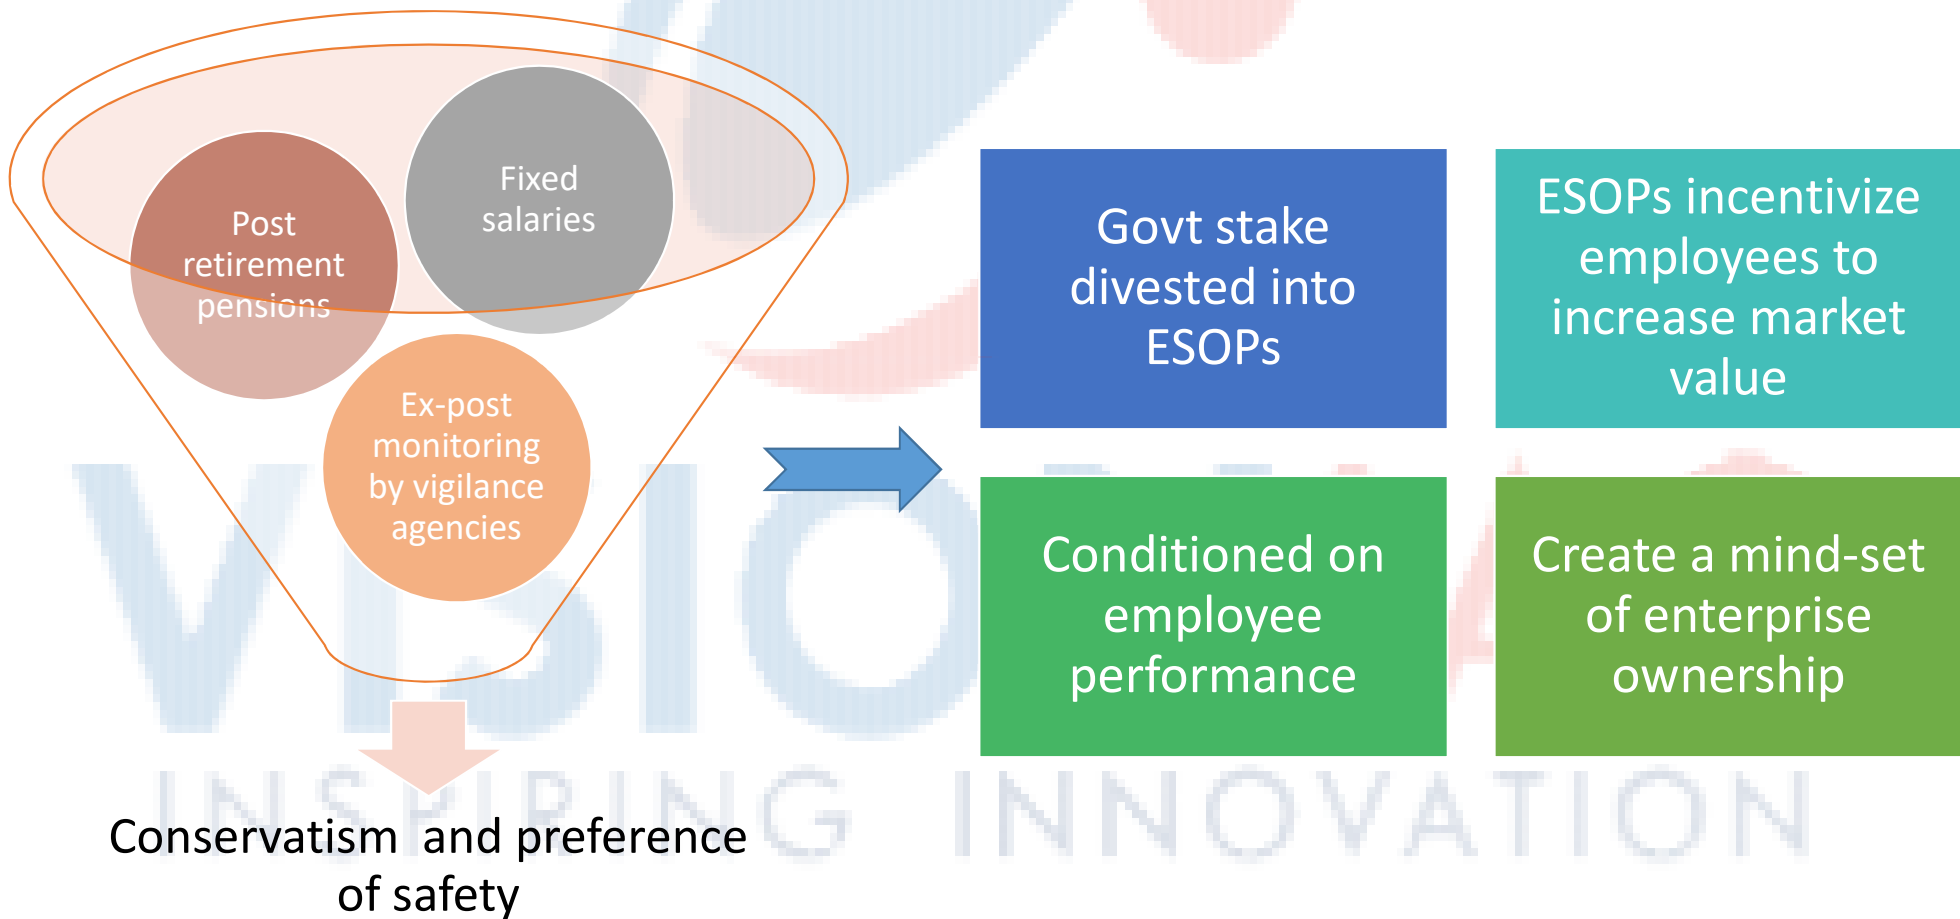 Fixed
salaries
Post
retirement
pensions
Ex-post
monitoring
by vigilance
agencies
Conservatism and preference
of safety
Govt stake
divested into
ESOPs
ESOPs incentivize
employees to
increase market
value
Conditioned on
employee
performance
Create a mind-set
of enterprise
ownership
VISIO
INSPIRING INNOVATION